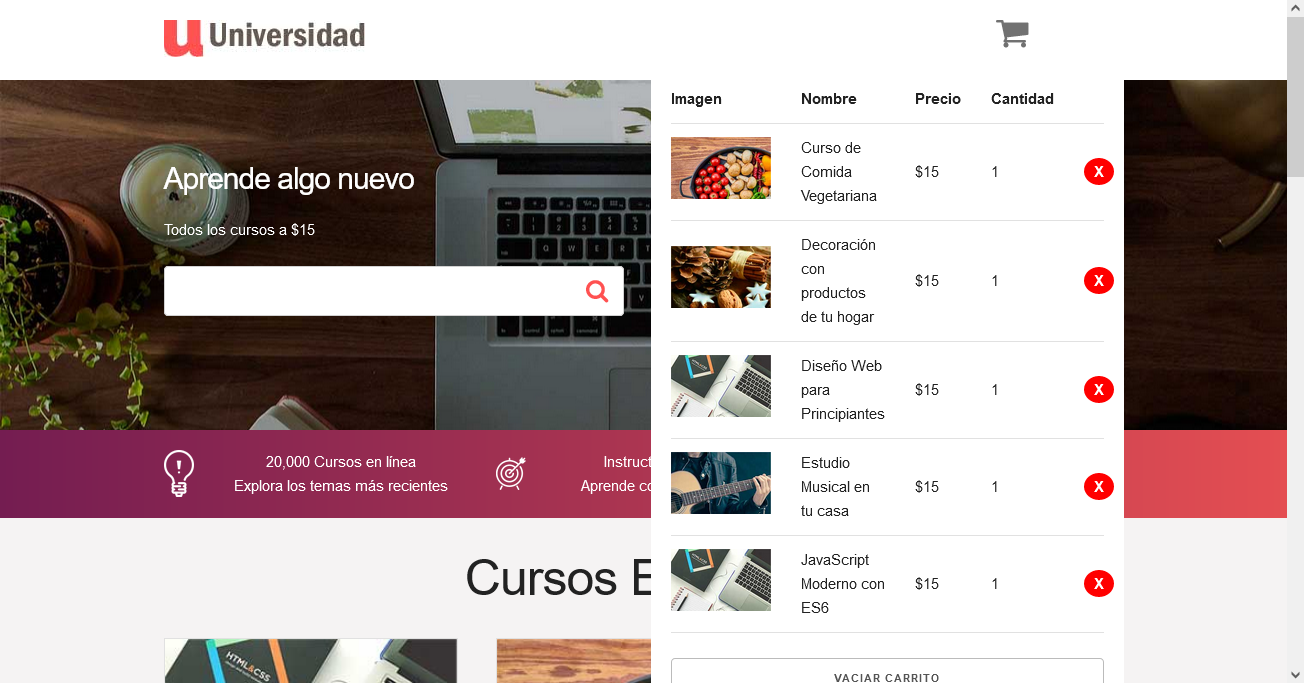 u Universidad
Aprende algo nuevo
Todos los cursos a $15
20,000 Cursos en línea
Explora los temas más recientes
Instruct
Aprende co
Cursos E
HTML&CSS
Imagen Nombre Precio Cantidad
Curso de
Comida
Vegetariana
$15 1 X
Decoración
con
productos
de tu hogar
$15 1 X
Diseño Web
para
Principiantes
$15 1 X
Estudio
Musical en
tu casa
$15 1 X
JavaScript
Moderno con
ES6
$15 1 X
VACIAR CARRITO